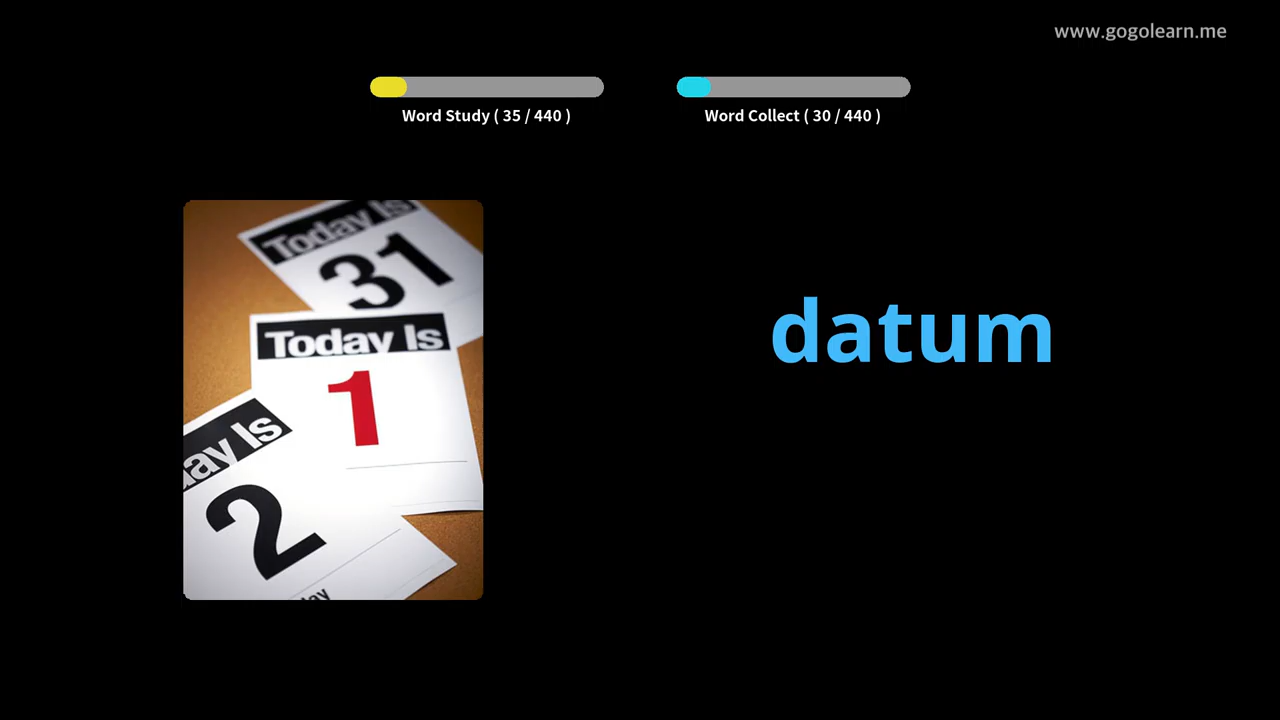 www.gogolearn.me
Word Study ( 35 / 440 )
Word Collect ( 30 / 440 )
Today Is
31
Today Is
1
ay Is
2
day
datum